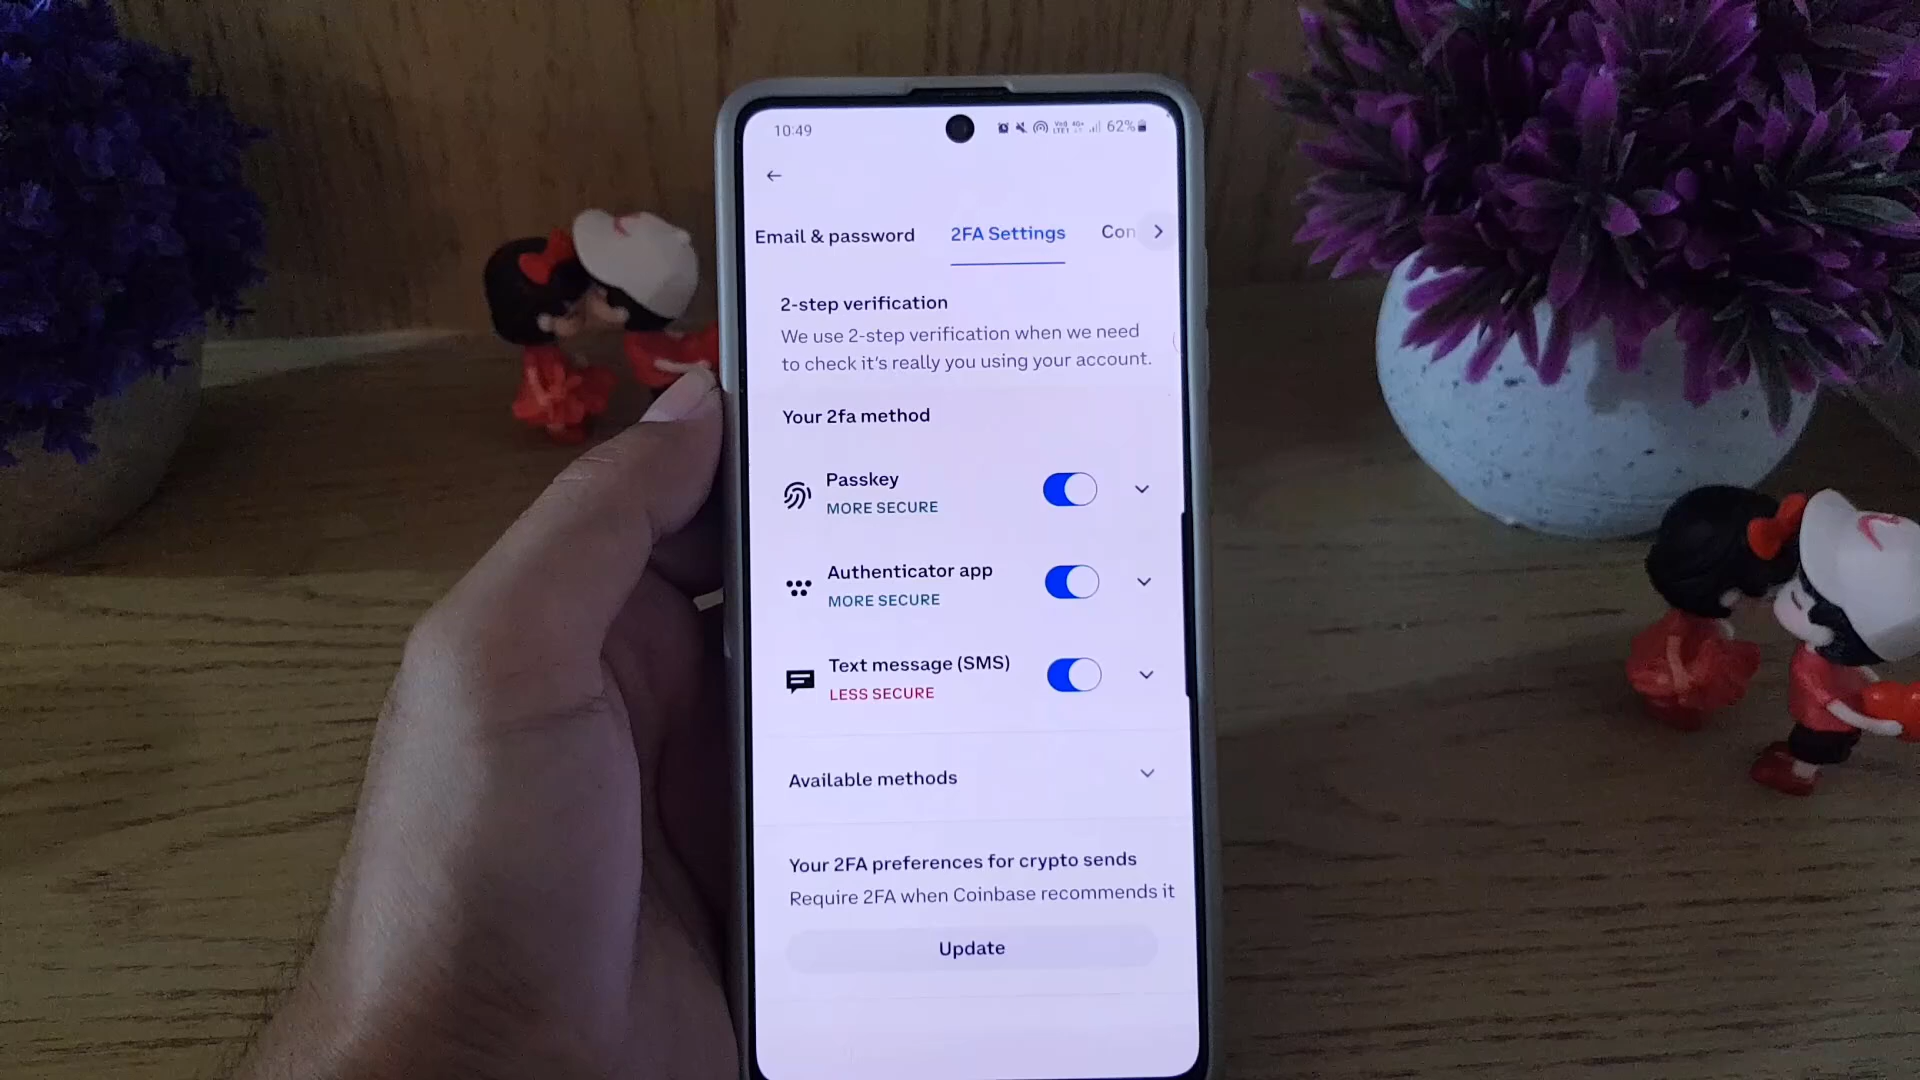 10:49
62%
Email & password 2FA Settings Con
2-step verification
We use 2-step verification when we need
to check it's really you using your account.
Your 2fa method
Passkey
MORE SECURE
Authenticator app
MORE SECURE
Text message (SMS)
LESS SECURE
Available methods
Your 2FA preferences for crypto sends
Require 2FA when Coinbase recommends it
Update